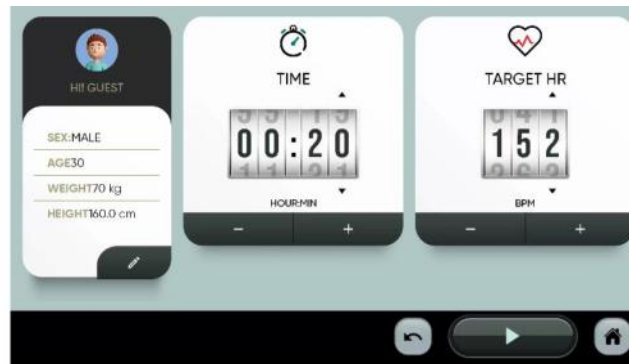 HI! GUEST
SEX:MALE
AGE30
WEIGHT70 kg
HEIGHT160.0 cm
TIME
00:20
HOUR:MIN
- +
TARGET HR
152
BPM
- +